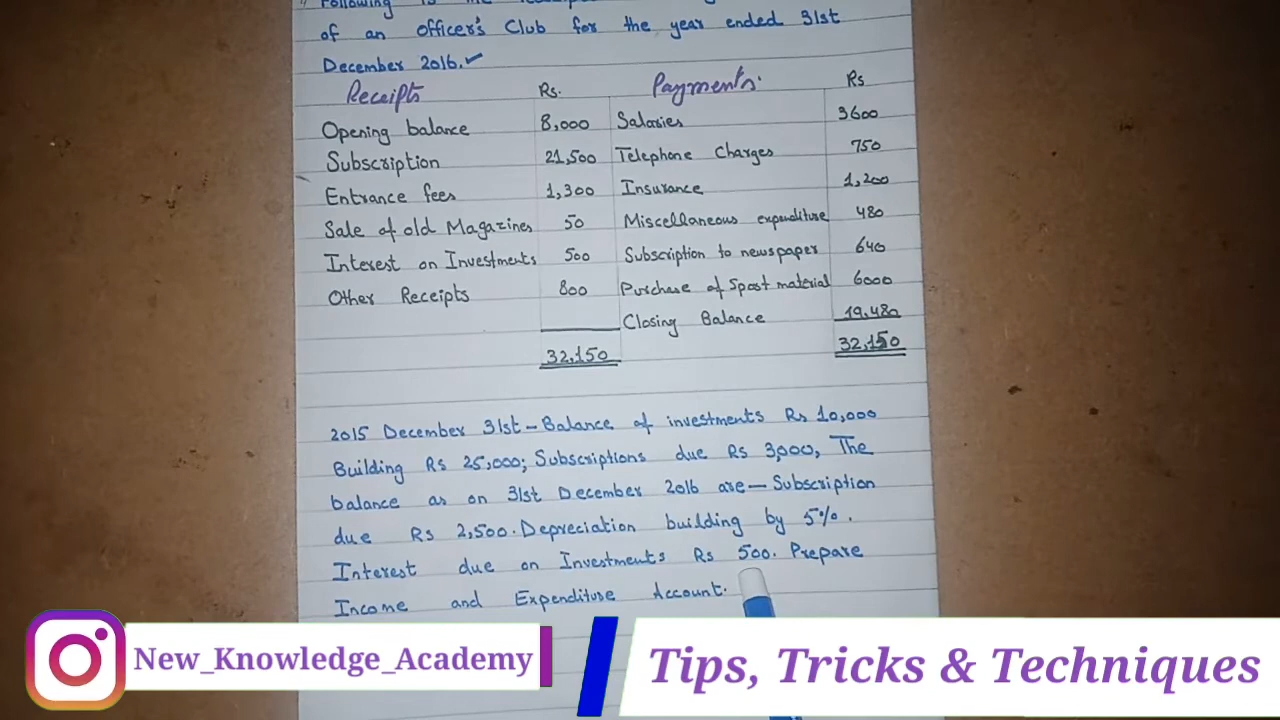 Following is the
of an Officer's Club for the year ended 31st
December 2016.
Receipts Rs. Payments Rs
Opening balance 8,000 Salaries 3600
Subscription 21,500 Telephone Charges 750
Entrance fees 1,300 Insurance 1,200
Sale of old Magazines 50 Miscellaneous expenditure 480
Interest on Investments 500 Subscription to newspaper 640
Other Receipts 800 Purchase of Sport material 6000
Closing Balance 19,480
32,150 32,150
2015 December 31st - Balance of investments Rs 10,000
Building Rs 25,000; Subscriptions due Rs 3,000, The
balance as on 31st December 2016 are - Subscription
due Rs 2,500. Depreciation building by 5%.
Interest due on Investments Rs 500. Prepare
Income and Expenditure Account.
New_Knowledge_Academy
Tips, Tricks & Techniques